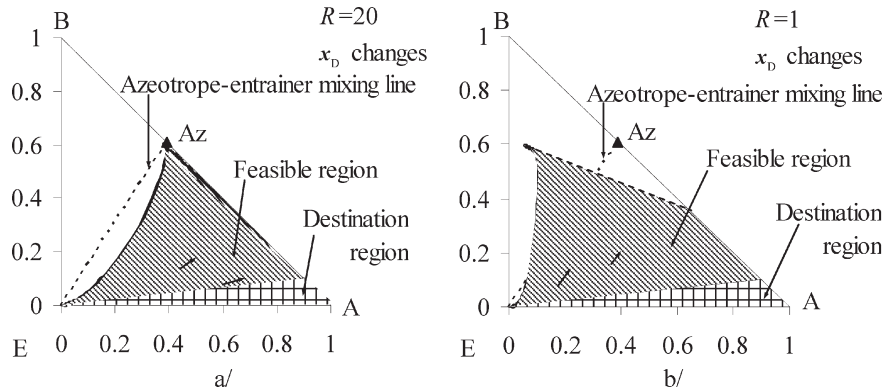 B
R=20
x_D changes
1
Azeotrope-entrainer mixing line
0.8
Az
0.6
Feasible region
0.4
Destination
region
0.2
0
A
E
0 0.2 0.4 0.6 0.8 1
a/
B
R=1
x_D changes
1
Azeotrope-entrainer mixing line
0.8
Az
0.6
Feasible region
0.4
Destination
region
0.2
0
A
E
0 0.2 0.4 0.6 0.8 1
b/